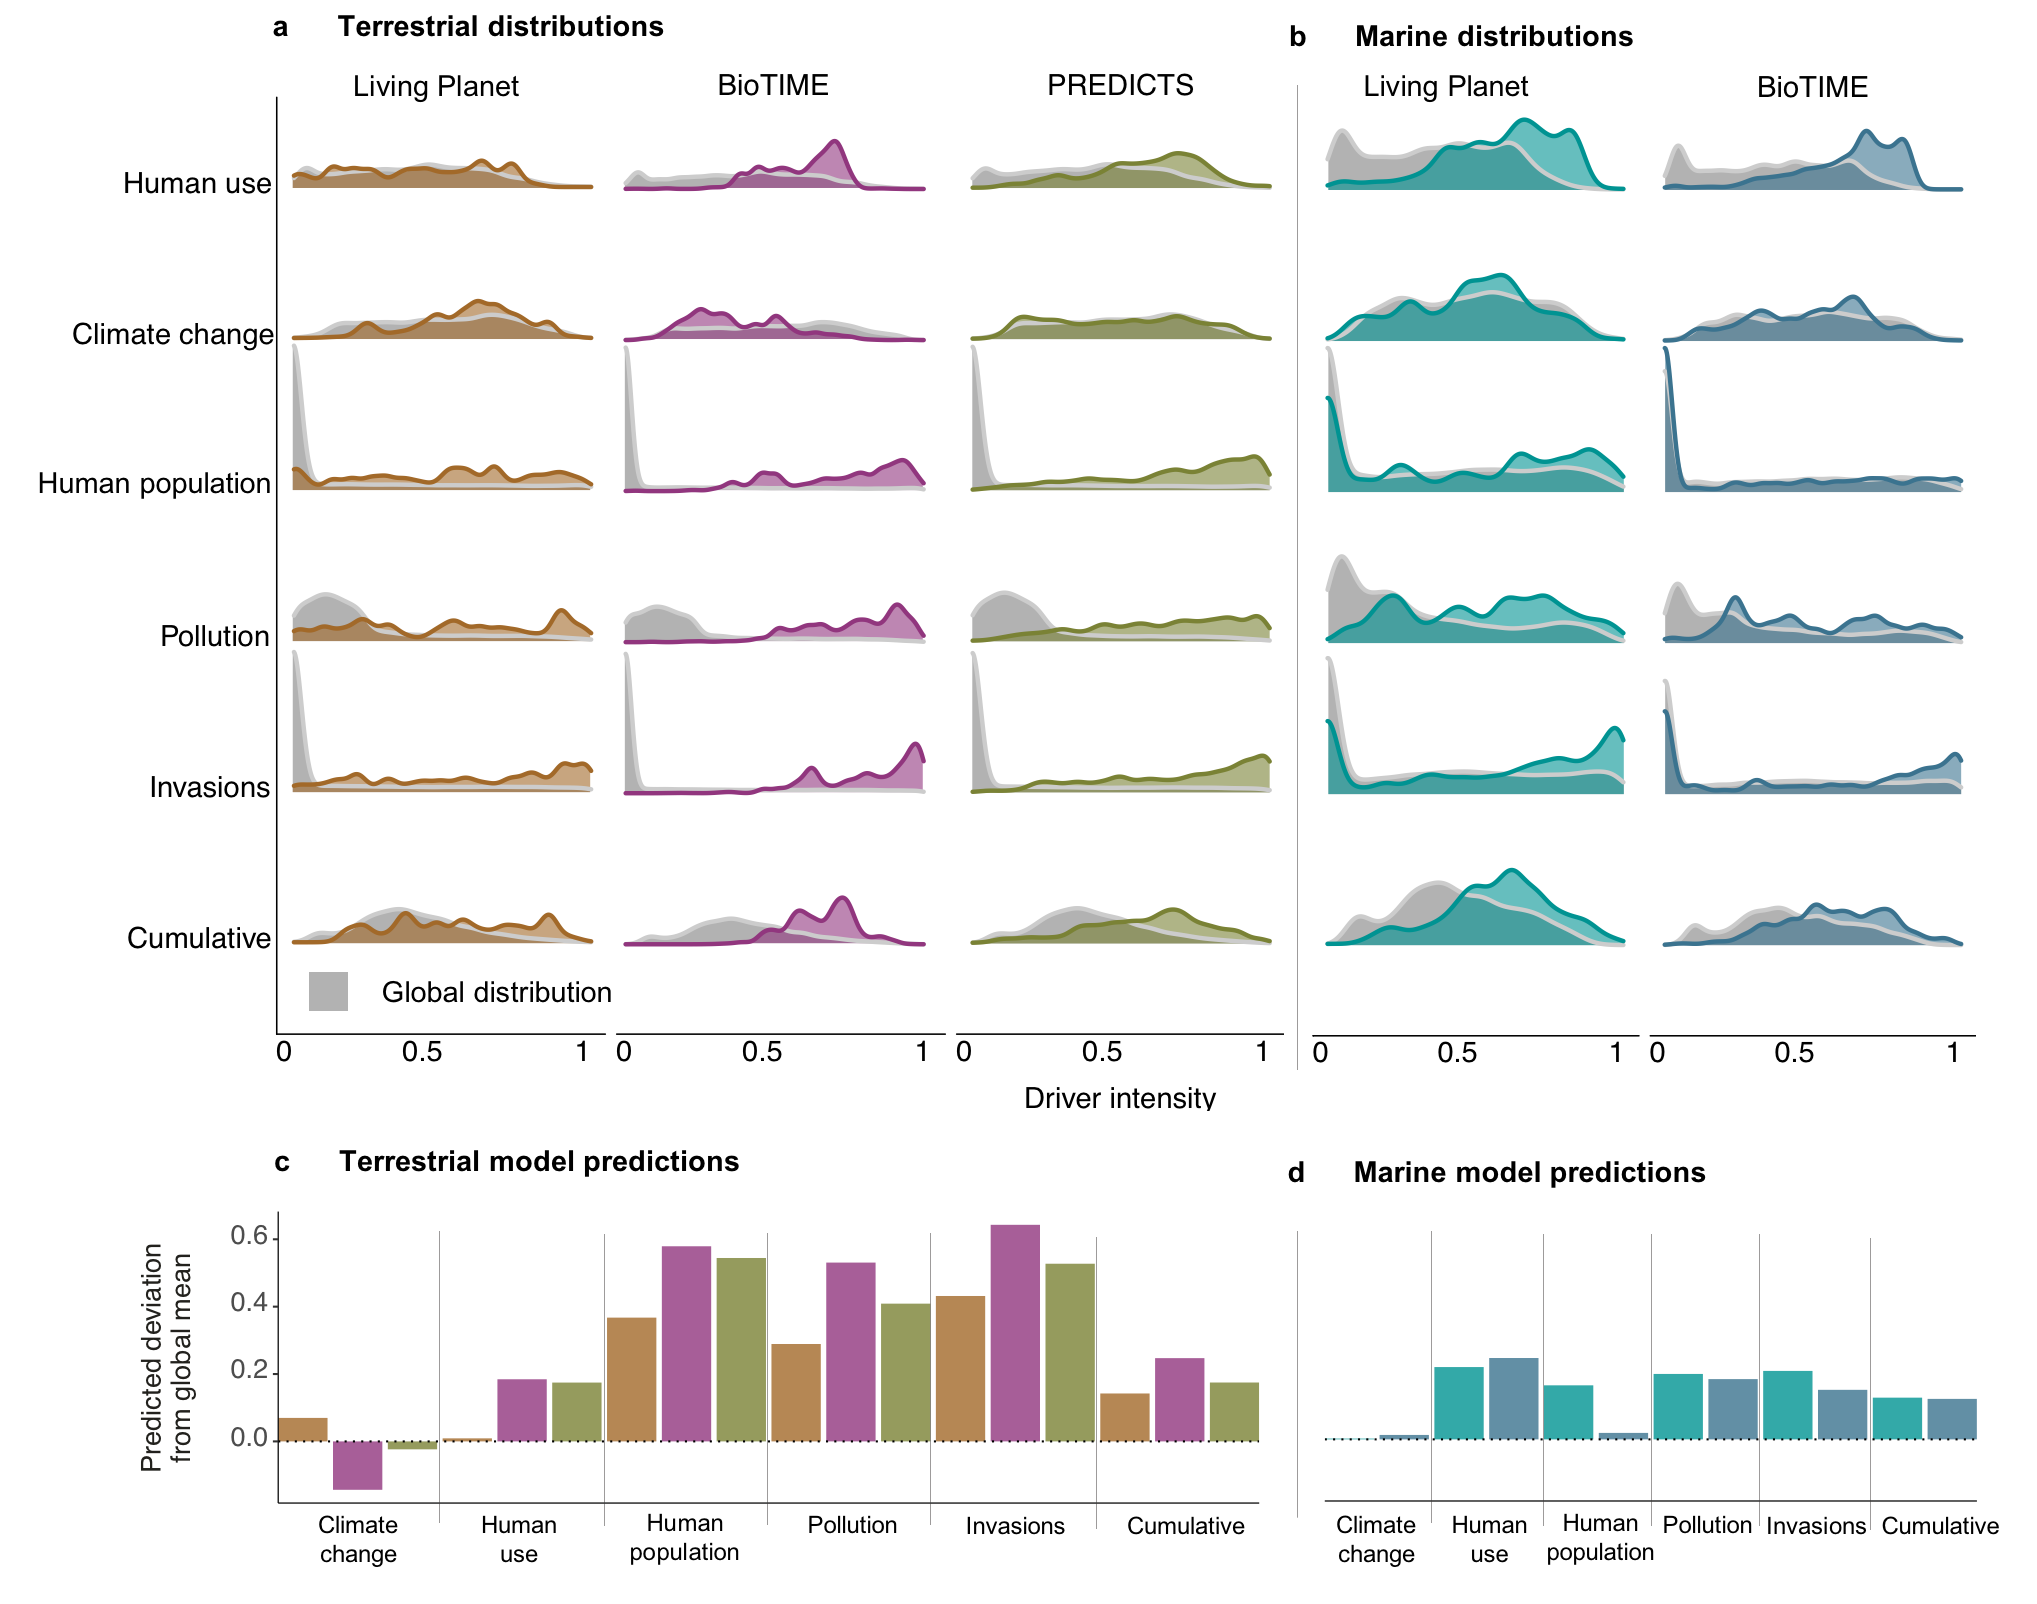 a Terrestrial distributions
b Marine distributions
Living Planet BioTIME PREDICTS Living Planet BioTIME
Human use
Climate change
Human population
Pollution
Invasions
Cumulative
Global distribution
0 0.5 1 0 0.5 1 0 0.5 1 0 0.5 1 0 0.5 1
Driver intensity
c Terrestrial model predictions
d Marine model predictions
Predicted deviation
from global mean
0.6
0.4
0.2
0.0
Climate
change
Human
use
Human
population
Pollution
Invasions
Cumulative
Climate
change
Human
use
Human
population
Pollution
Invasions
Cumulative